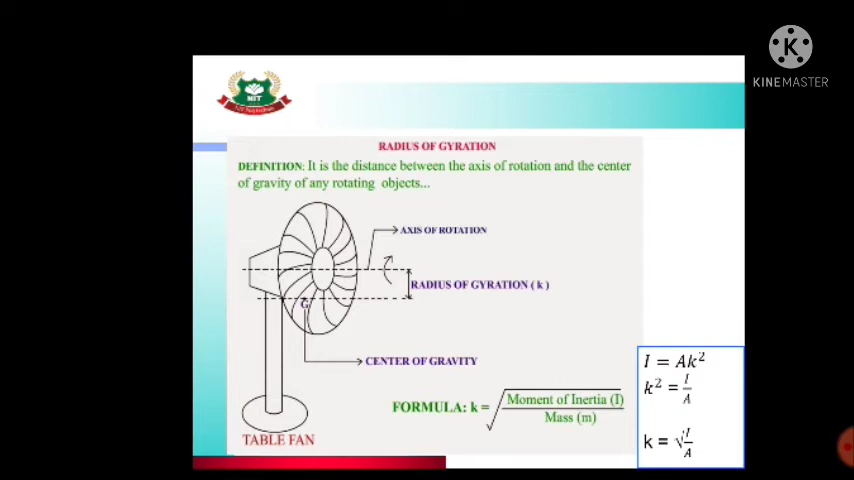 KINEMASTER
NIT
RADIUS OF GYRATION
DEFINITION: It is the distance between the axis of rotation and the center
of gravity of any rotating objects...
AXIS OF ROTATION
RADIUS OF GYRATION ( k )
G
CENTER OF GRAVITY
FORMULA: k = √ Moment of Inertia (I)
Mass (m)
TABLE FAN
I = Ak²
k² = I/A
k = √I/A